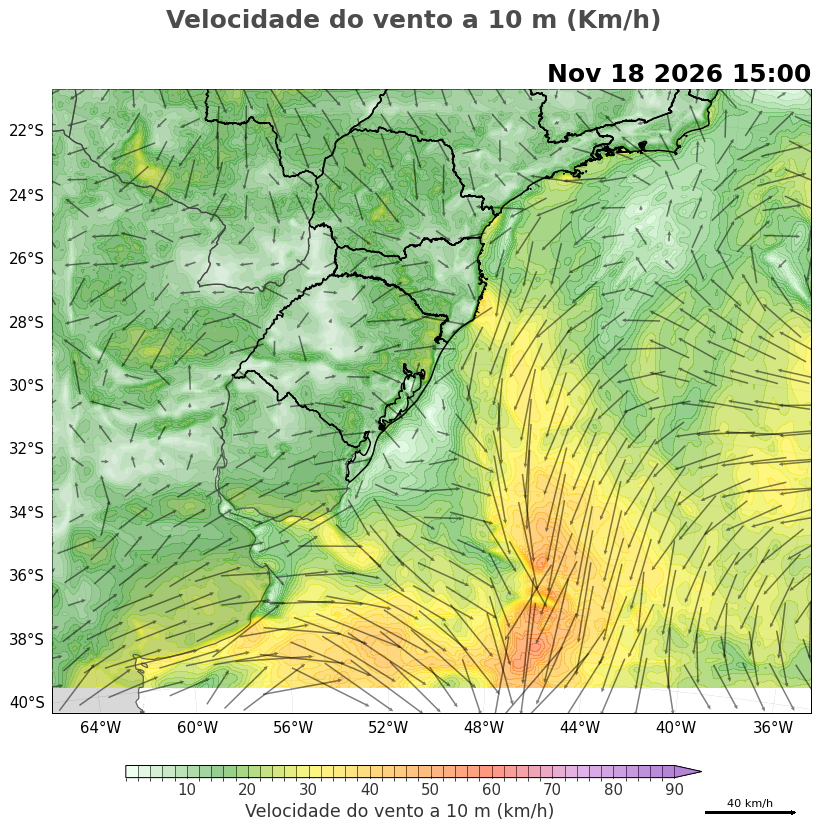 Velocidade do vento a 10 m (Km/h)
Nov 18 2026 15:00
22°S
24°S
26°S
28°S
30°S
32°S
34°S
36°S
38°S
40°S
64°W 60°W 56°W 52°W 48°W 44°W 40°W 36°W
10 20 30 40 50 60 70 80 90
Velocidade do vento a 10 m (km/h)
40 km/h